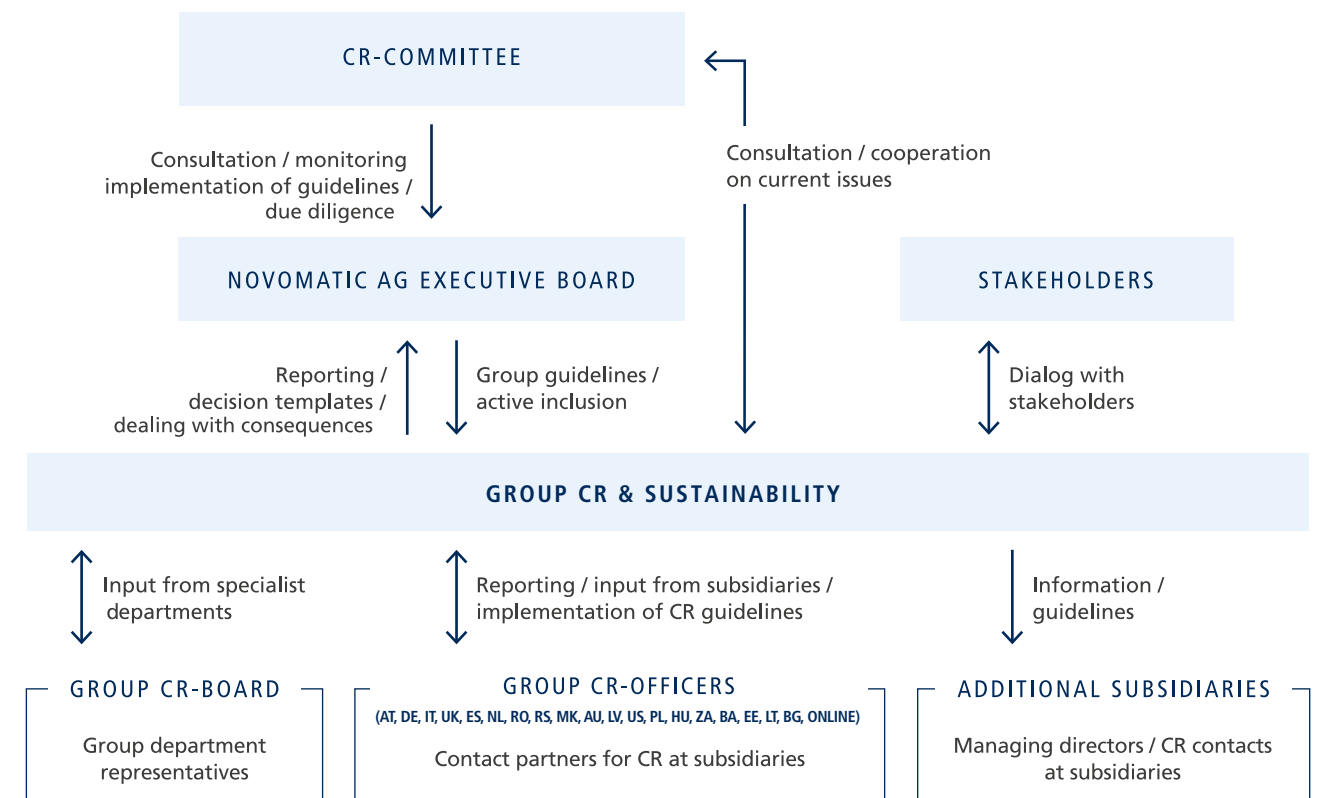 CR-COMMITTEE
Consultation / monitoring
implementation of guidelines /
due diligence
Consultation / cooperation
on current issues
NOVOMATIC AG EXECUTIVE BOARD
STAKEHOLDERS
Reporting /
decision templates /
dealing with consequences
Group guidelines /
active inclusion
Dialog with
stakeholders
GROUP CR & SUSTAINABILITY
Input from specialist
departments
Reporting / input from subsidiaries /
implementation of CR guidelines
Information /
guidelines
GROUP CR-BOARD
Group department
representatives
GROUP CR-OFFICERS
(AT, DE, IT, UK, ES, NL, RO, RS, MK, AU, LV, US, PL, HU, ZA, BA, EE, LT, BG, ONLINE)
Contact partners for CR at subsidiaries
ADDITIONAL SUBSIDIARIES
Managing directors / CR contacts
at subsidiaries